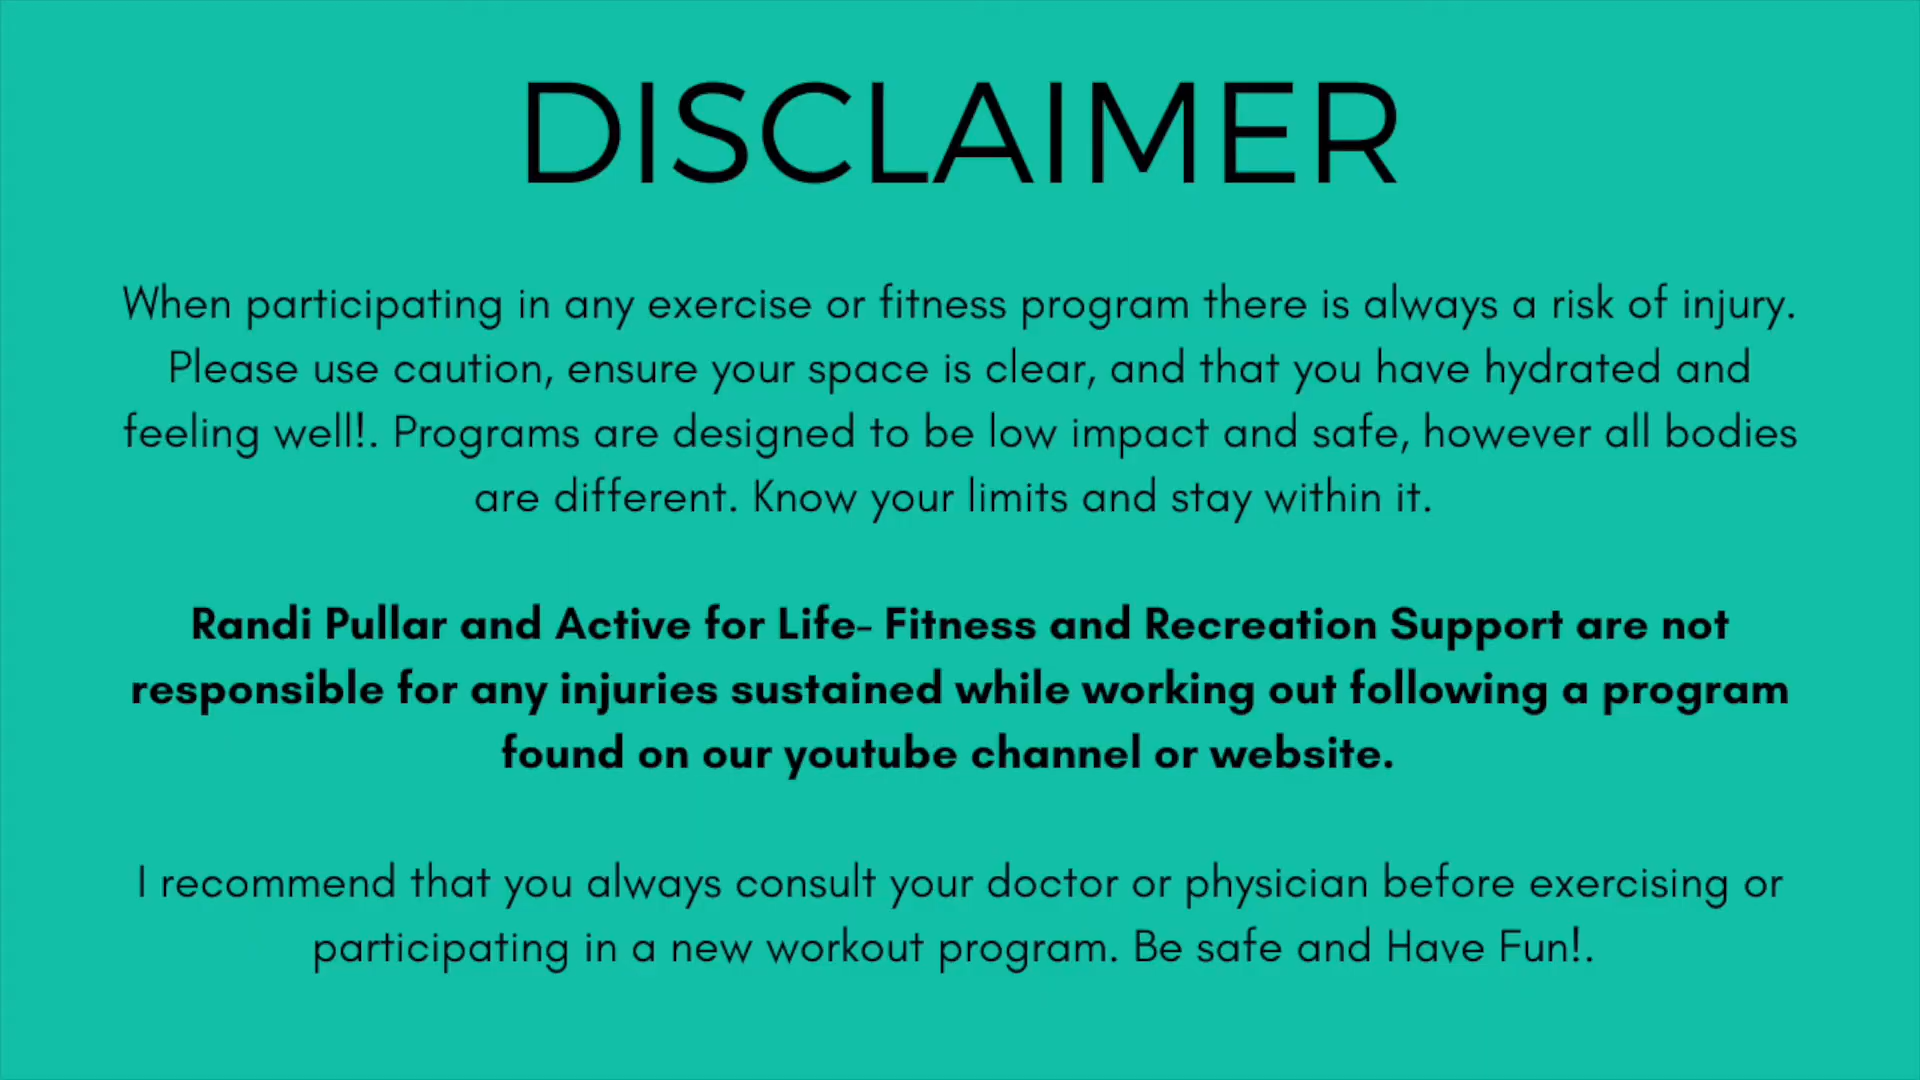 DISCLAIMER
When participating in any exercise or fitness program there is always a risk of injury.
Please use caution, ensure your space is clear, and that you have hydrated and
feeling well!. Programs are designed to be low impact and safe, however all bodies
are different. Know your limits and stay within it.
Randi Pullar and Active for Life- Fitness and Recreation Support are not
responsible for any injuries sustained while working out following a program
found on our youtube channel or website.
I recommend that you always consult your doctor or physician before exercising or
participating in a new workout program. Be safe and Have Fun!.